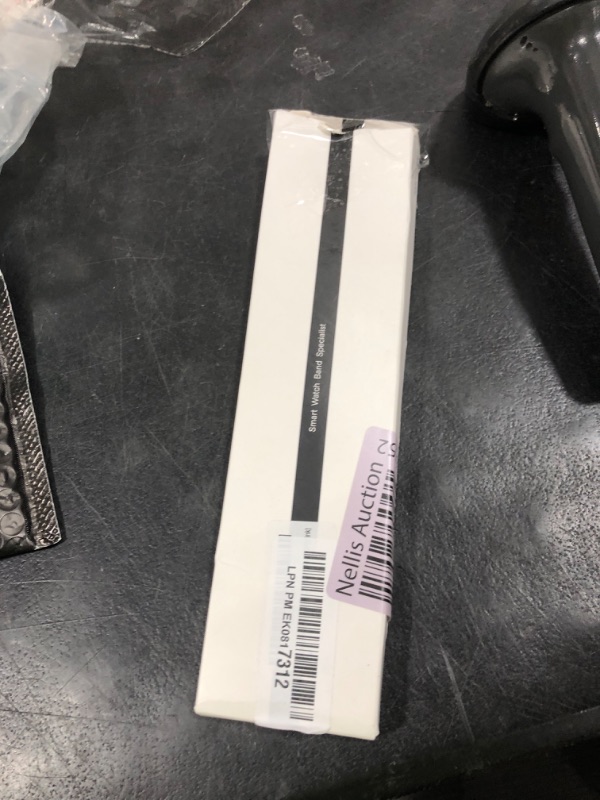 Smart Watch Band Specialist
Nellis Auction
LPN PM EK0817312